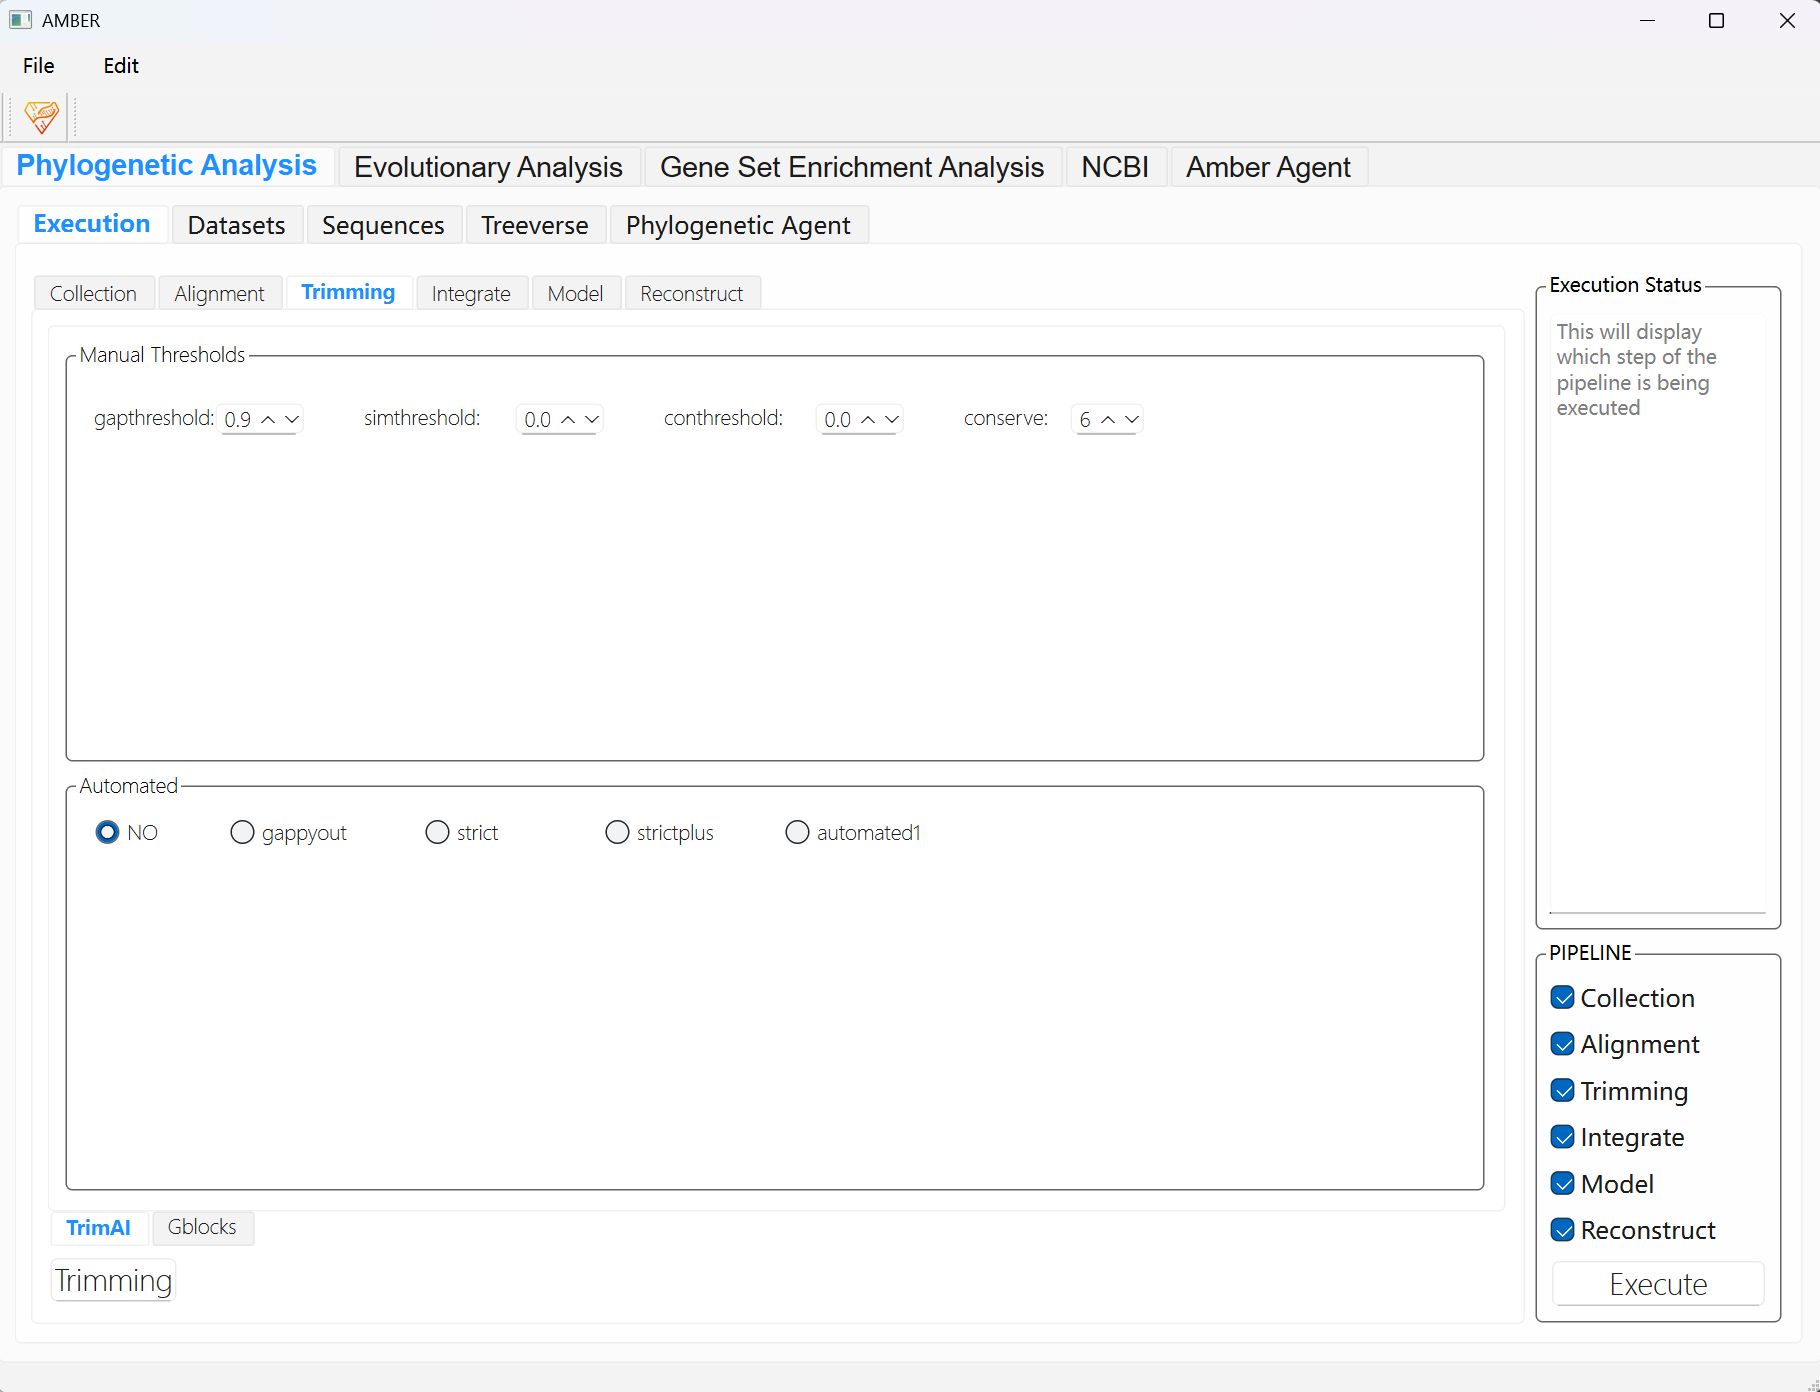 AMBER
File Edit
Phylogenetic Analysis Evolutionary Analysis Gene Set Enrichment Analysis NCBI Amber Agent
Execution Datasets Sequences Treeverse Phylogenetic Agent
Collection Alignment Trimming Integrate Model Reconstruct
Manual Thresholds
gapthreshold: 0.9 simthreshold: 0.0 conthreshold: 0.0 conserve: 6
Automated
NO gappyout strict strictplus automated1
TrimAl Gblocks
Trimming
Execution Status
This will display
which step of the
pipeline is being
executed
PIPELINE
Collection
Alignment
Trimming
Integrate
Model
Reconstruct
Execute